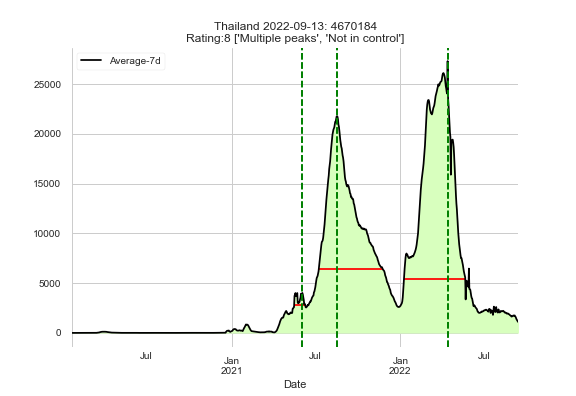 Thailand 2022-09-13: 4670184
Rating:8 ['Multiple peaks', 'Not in control']
Average-7d
25000
20000
15000
10000
5000
0
Jul
Jan
2021
Jul
Jan
2022
Jul
Date